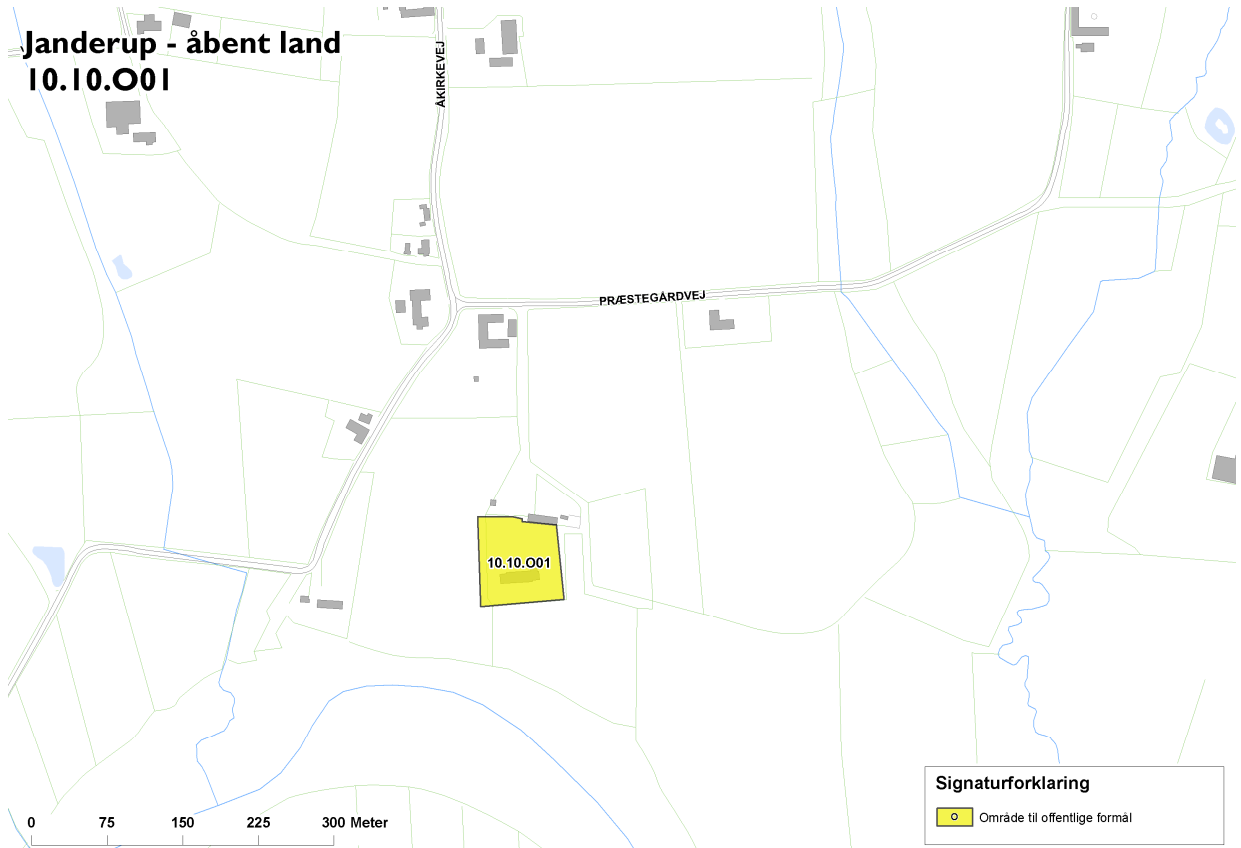 Janderup - åbent land
10.10.O01
ÅKIRKEVEJ
PRÆSTEGÅRDVEJ
10.10.O01
Signaturforklaring
O Område til offentlige formål
0 75 150 225 300 Meter